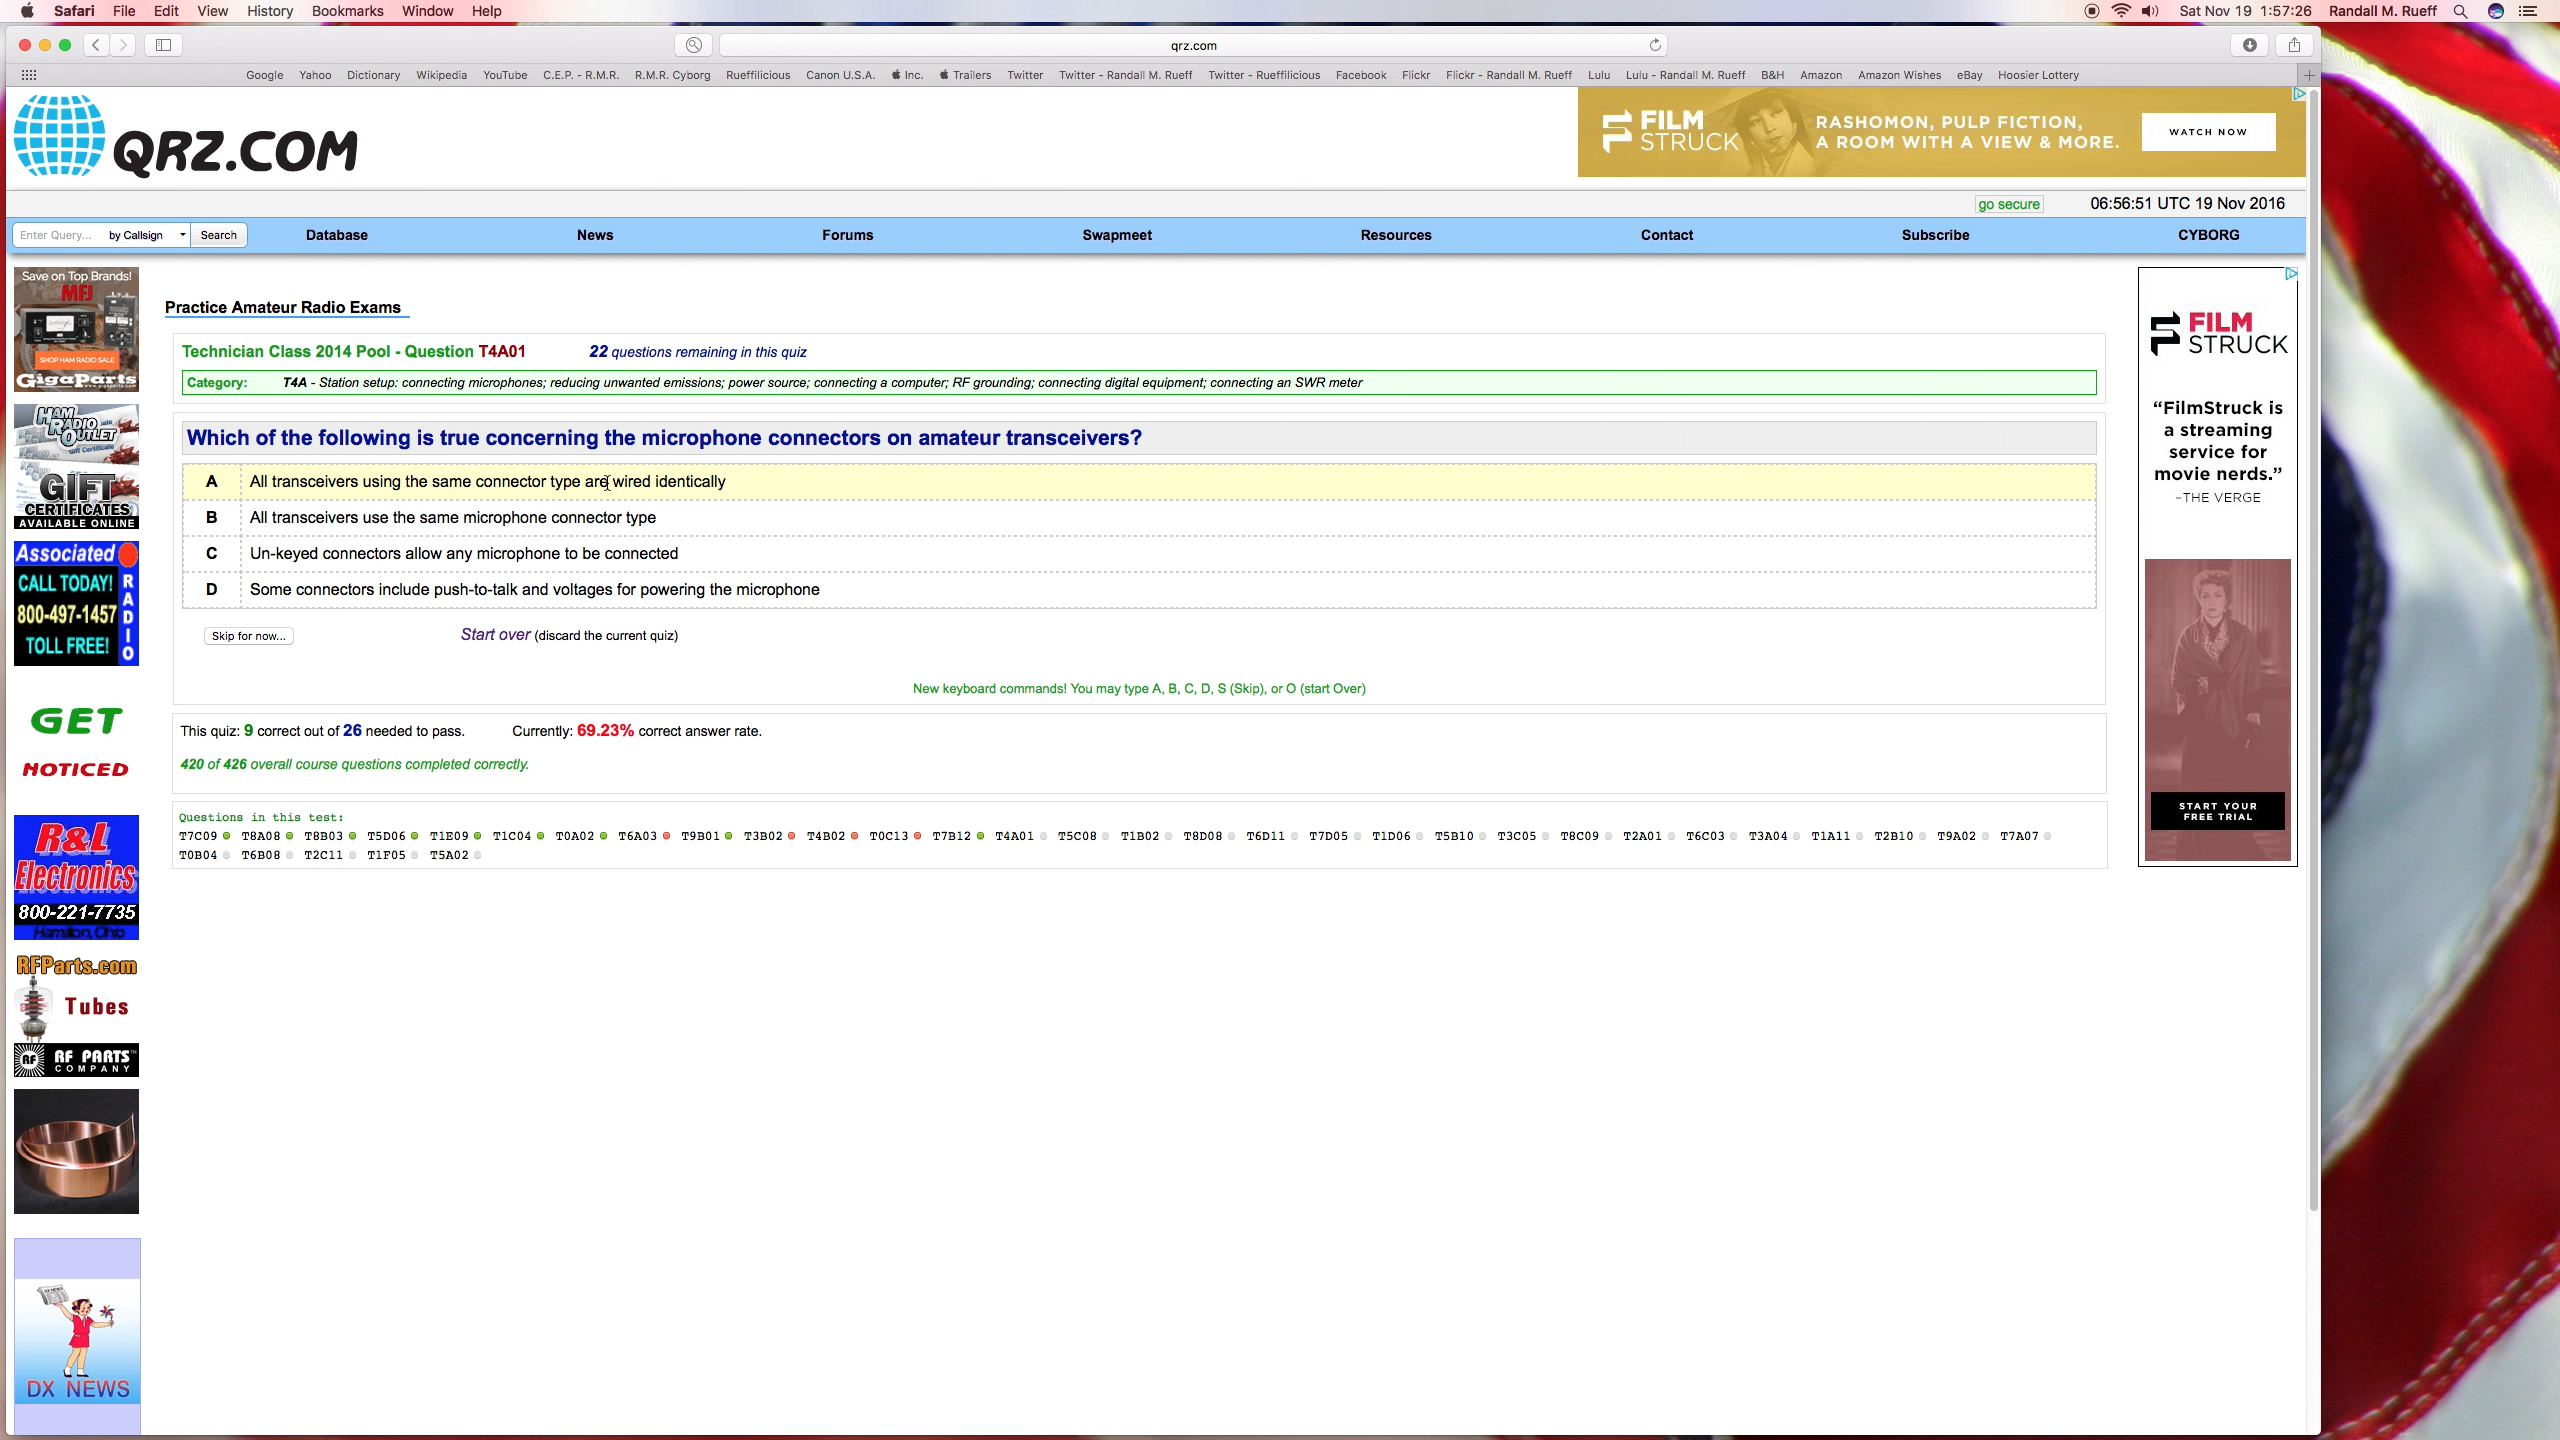 Safari File Edit View History Bookmarks Window Help Sat Nov 19 1:57:26 Randall M. Rueff
qrz.com
Google Yahoo Dictionary Wikipedia YouTube C.E.P. - R.M.R. R.M.R. Cyborg Rueffilicious Canon U.S.A. Inc. Trailers Twitter Twitter - Randall M. Rueff Twitter - Rueffilicious Facebook Flickr Flickr - Randall M. Rueff Lulu Lulu - Randall M. Rueff B&H Amazon Amazon Wishes eBay Hoosier Lottery
QRZ.COM
FILM STRUCK
RASHOMON, PULP FICTION,
A ROOM WITH A VIEW & MORE.
WATCH NOW
go secure 06:56:51 UTC 19 Nov 2016
Enter Query... by Callsign Search Database News Forums Swapmeet Resources Contact Subscribe CYBORG
Save on Top Brands!
MFJ
SHOP HAM RADIO SALE
GigaParts
HAM RADIO OUTLET
GIFT
CERTIFICATES
AVAILABLE ONLINE
Associated
RADIO
CALL TODAY!
800-497-1457
TOLL FREE!
GET
NOTICED
R&L
Electronics
800-221-7735
Hamilton, Ohio
RFParts.com
Tubes
RF PARTS
COMPANY
DX NEWS
Practice Amateur Radio Exams
Technician Class 2014 Pool - Question T4A01 22 questions remaining in this quiz
Category: T4A - Station setup: connecting microphones; reducing unwanted emissions; power source; connecting a computer; RF grounding; connecting digital equipment; connecting an SWR meter
Which of the following is true concerning the microphone connectors on amateur transceivers?
A All transceivers using the same connector type are wired identically
B All transceivers use the same microphone connector type
C Un-keyed connectors allow any microphone to be connected
D Some connectors include push-to-talk and voltages for powering the microphone
Skip for now... Start over (discard the current quiz)
New keyboard commands! You may type A, B, C, D, S (Skip), or O (start Over)
This quiz: 9 correct out of 26 needed to pass. Currently: 69.23% correct answer rate.
420 of 426 overall course questions completed correctly.
Questions in this test:
T7C09 T8A08 T8B03 T5D06 T1E09 T1C04 T0A02 T6A03 T9B01 T3B02 T4B02 T0C13 T7B12 T4A01 T5C08 T1B02 T8D08 T6D11 T7D05 T1D06 T5B10 T3C05 T8C09 T2A01 T6C03 T3A04 T1A11 T2B10 T9A02 T7A07
T0B04 T6B08 T2C11 T1F05 T5A02
FILM
STRUCK
“FilmStruck is
a streaming
service for
movie nerds.”
–THE VERGE
START YOUR
FREE TRIAL